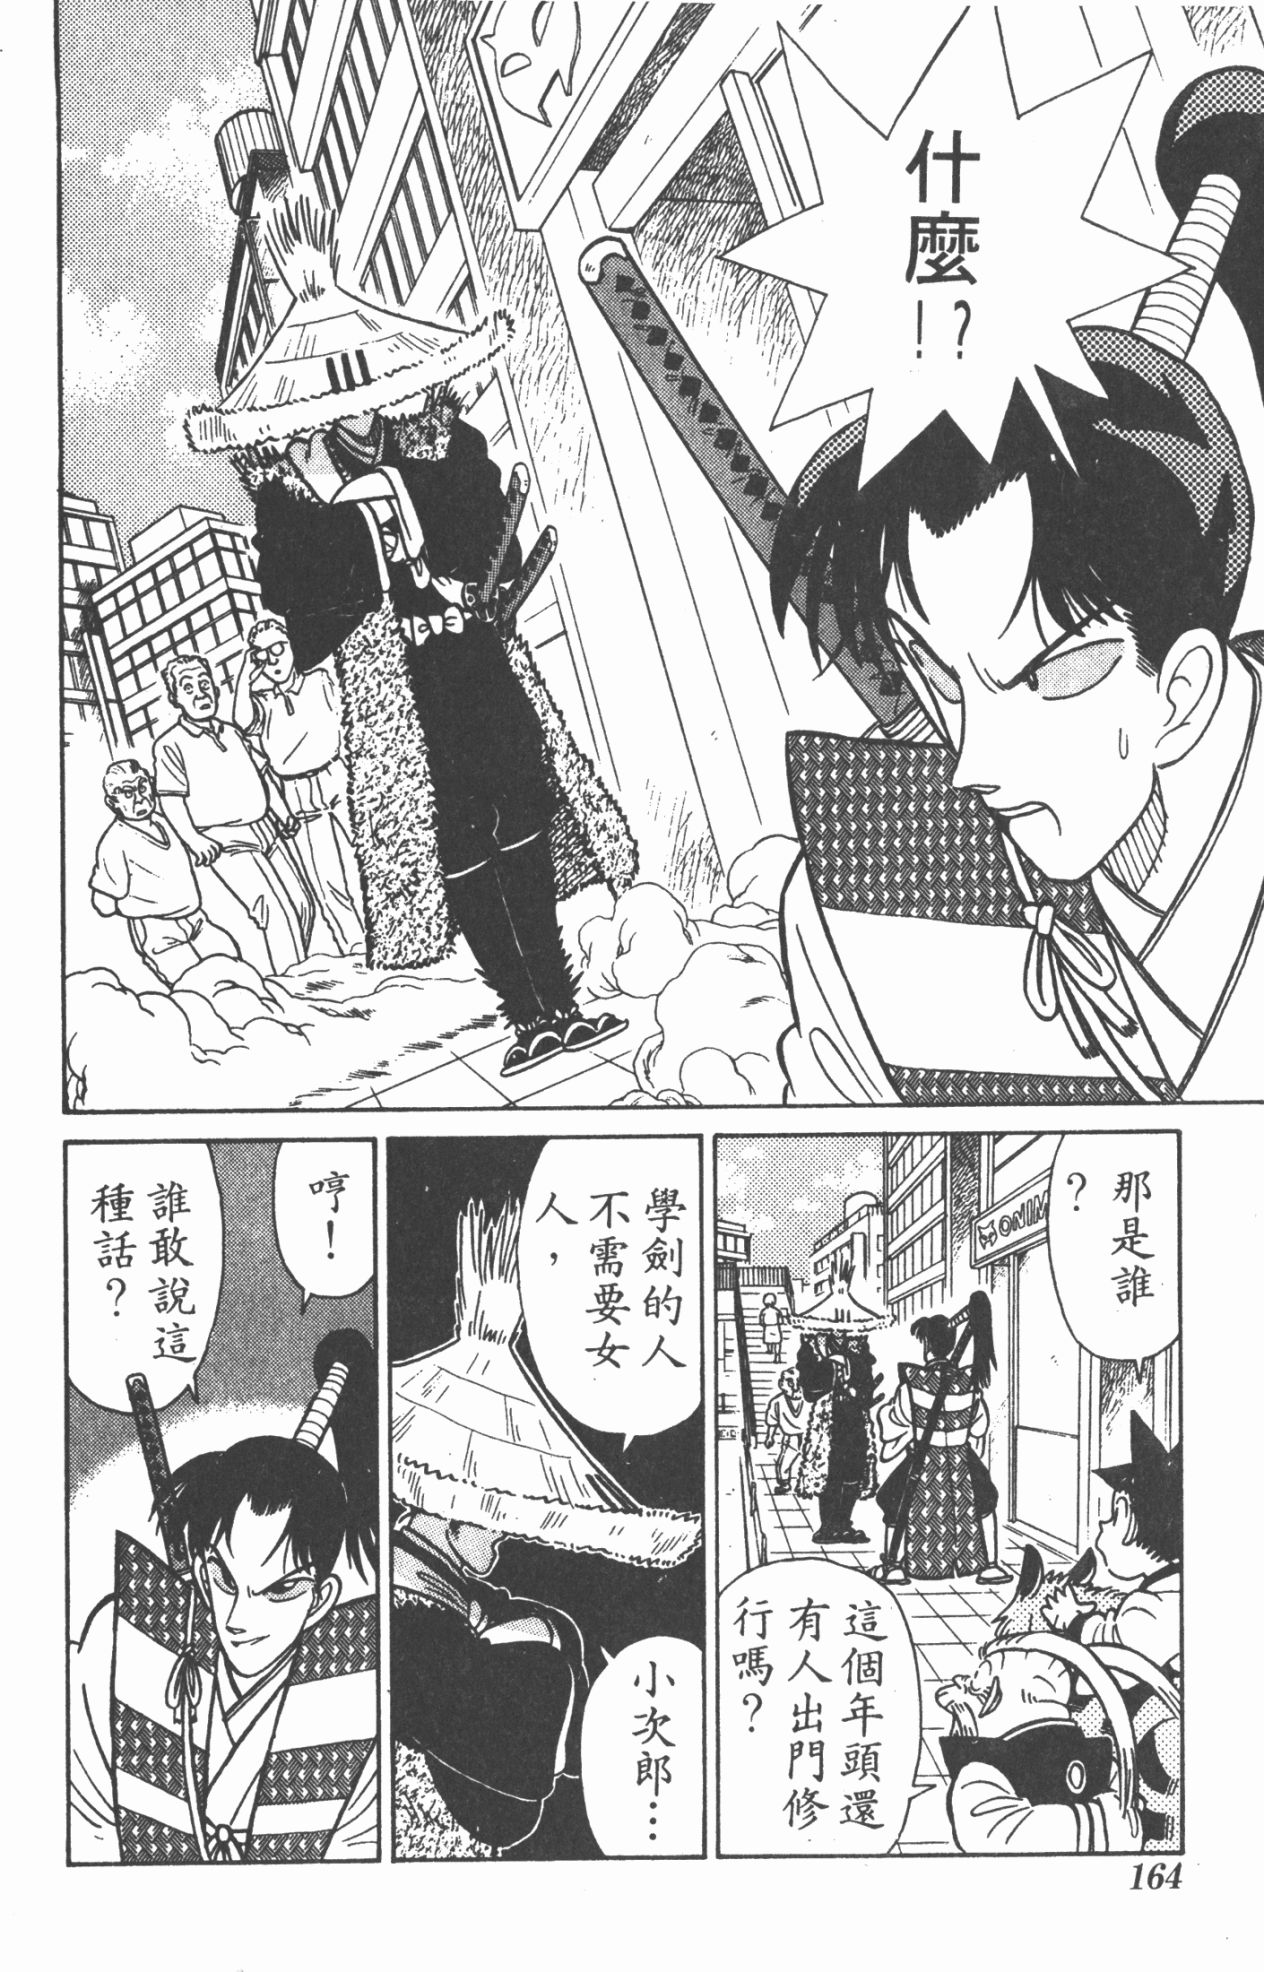 什
麼
!?
那是誰
？
ONIM
這個年頭還
有人出門修
行嗎？
學劍的人
不需要女
人，
小次郎…
哼！
誰敢說這
種話？
164